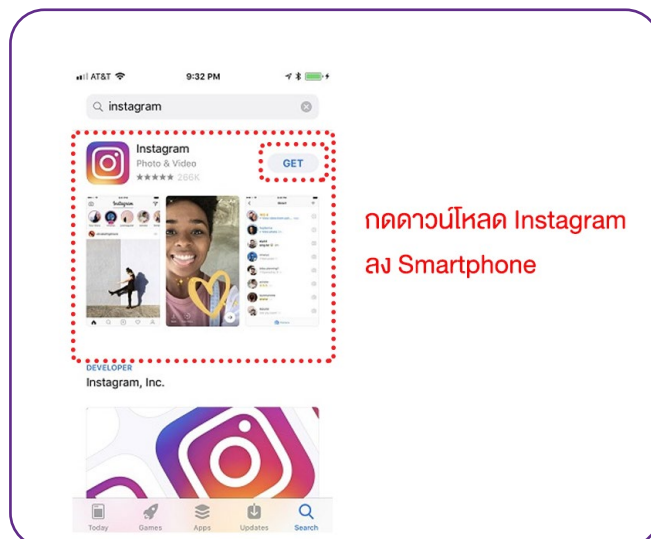 AT&T 9:32 PM
instagram
Instagram
Photo & Video
266K
GET
Instagram
กดดาวน์โหลด Instagram
ลง Smartphone
DEVELOPER
Instagram, Inc.
Today Games Apps Updates Search